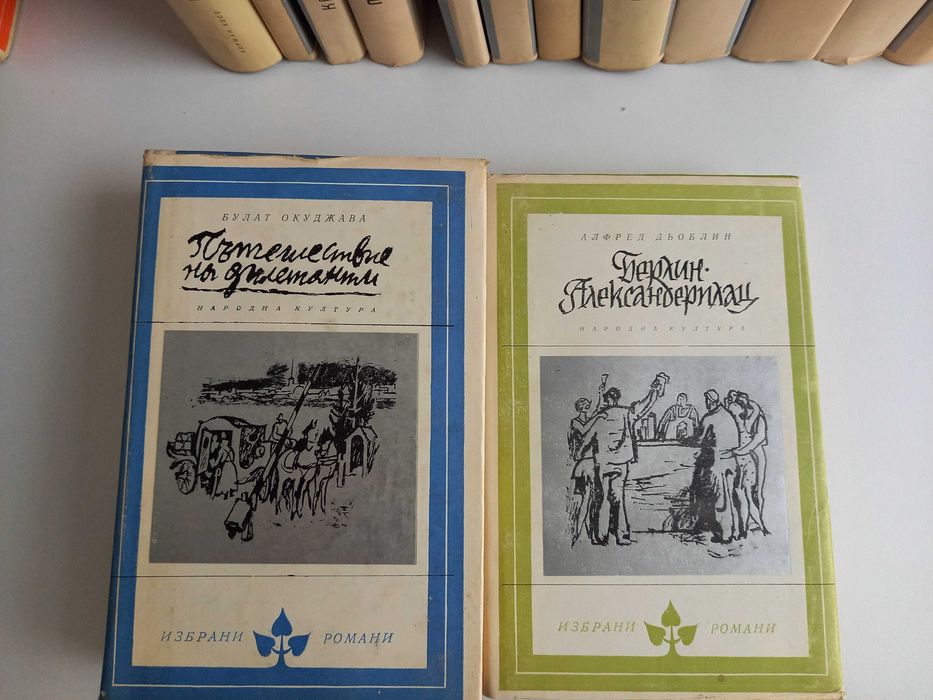 БУЛАТ ОКУДЖАВА
Пътешествие
на дилетанти
НАРОДНА КУЛТУРА
ИЗБРАНИ РОМАНИ
АЛФРЕД ДЬОБЛИН
Берлин.
Александерплац
НАРОДНА КУЛТУРА
ИЗБРАНИ РОМАНИ